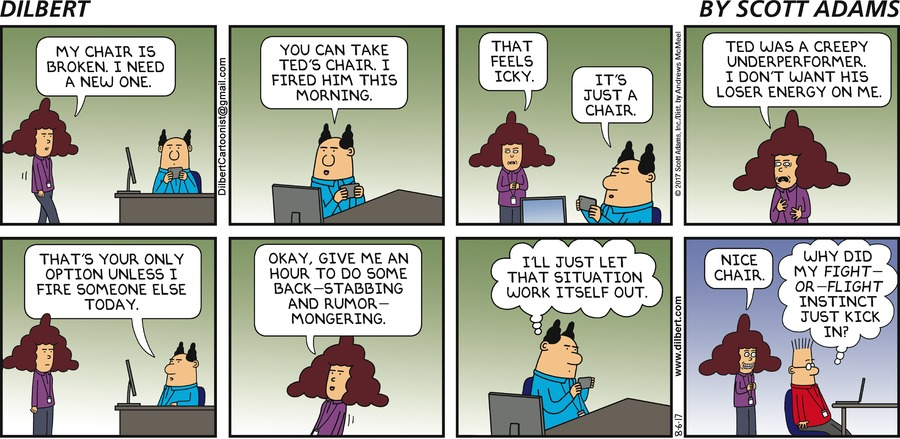 DILBERT
BY SCOTT ADAMS
MY CHAIR IS
BROKEN. I NEED
A NEW ONE.
DilbertCartoonist@gmail.com
YOU CAN TAKE
TED'S CHAIR. I
FIRED HIM THIS
MORNING.
THAT
FEELS
ICKY.
IT'S
JUST A
CHAIR.
© 2017 Scott Adams, Inc./Dist. by Andrews McMeel
TED WAS A CREEPY
UNDERPERFORMER.
I DON'T WANT HIS
LOSER ENERGY ON ME.
THAT'S YOUR ONLY
OPTION UNLESS I
FIRE SOMEONE ELSE
TODAY.
OKAY, GIVE ME AN
HOUR TO DO SOME
BACK-STABBING
AND RUMOR-
MONGERING.
I'LL JUST LET
THAT SITUATION
WORK ITSELF OUT.
8-6-17
www.dilbert.com
NICE
CHAIR.
WHY DID
MY FIGHT-
OR-FLIGHT
INSTINCT
JUST KICK
IN?